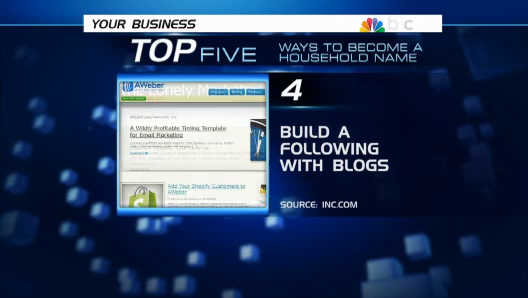 YOUR BUSINESS
bc
TOP FIVE
WAYS TO BECOME A
HOUSEHOLD NAME
AWeber
4
A Wildly Profitable Timing Template
for Email Marketing
Add Your Shopify Customers to
AWeber
BUILD A
FOLLOWING
WITH BLOGS
SOURCE: INC.COM